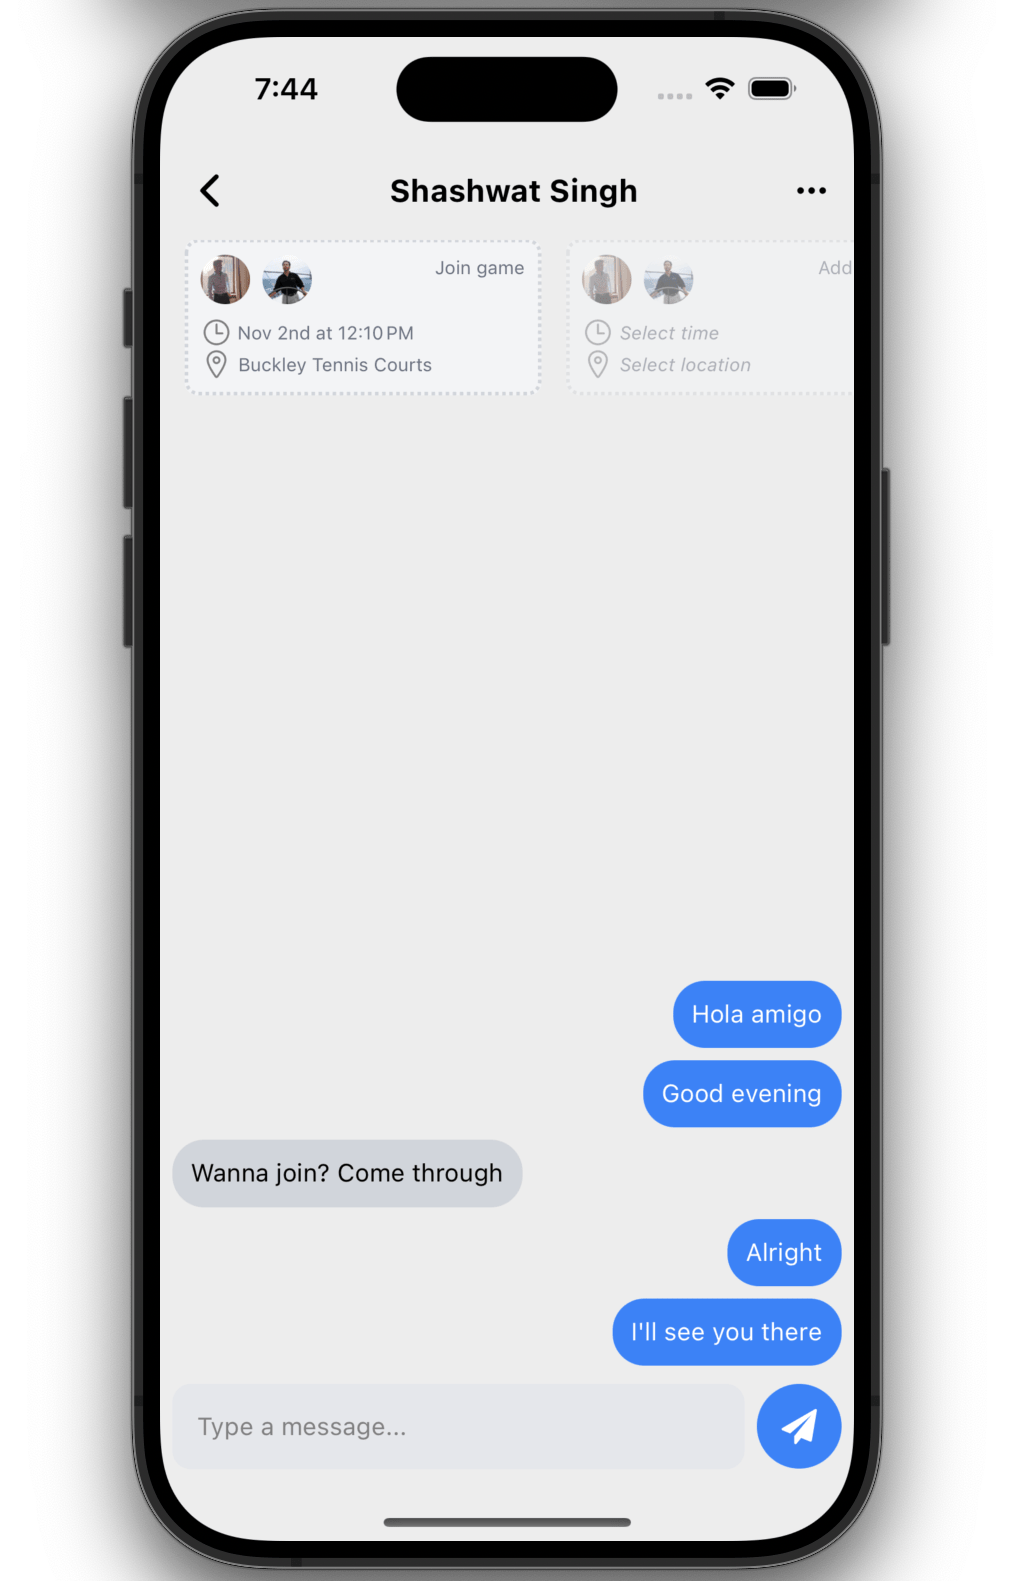 7:44
Shashwat Singh
Join game
Nov 2nd at 12:10 PM
Buckley Tennis Courts
Add
Select time
Select location
Hola amigo
Good evening
Wanna join? Come through
Alright
I'll see you there
Type a message...